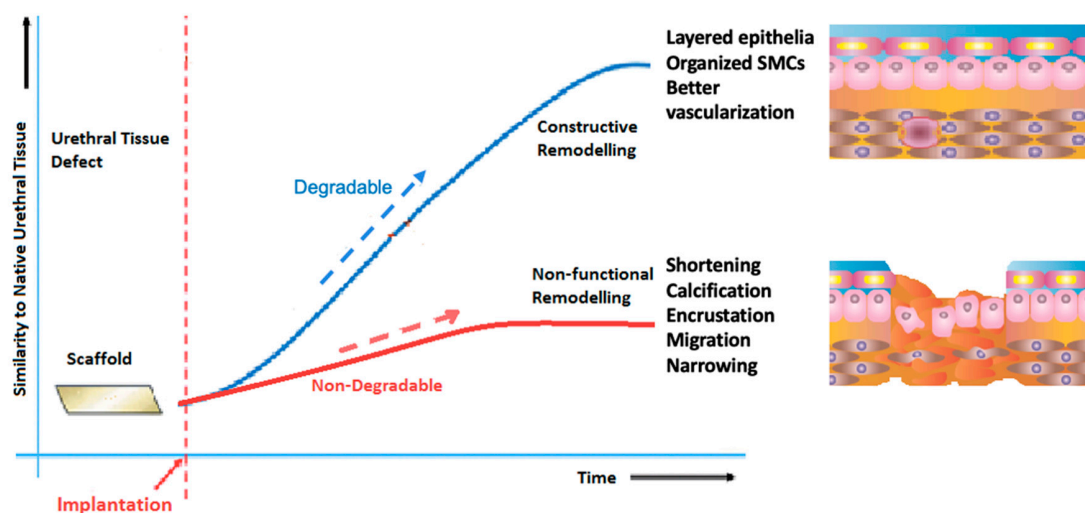 Similarity to Native Urethral Tissue
Urethral Tissue
Defect
Scaffold
Implantation
Degradable
Non-Degradable
Constructive
Remodelling
Non-functional
Remodelling
Time
Layered epithelia
Organized SMCs
Better
vascularization
Shortening
Calcification
Encrustation
Migration
Narrowing